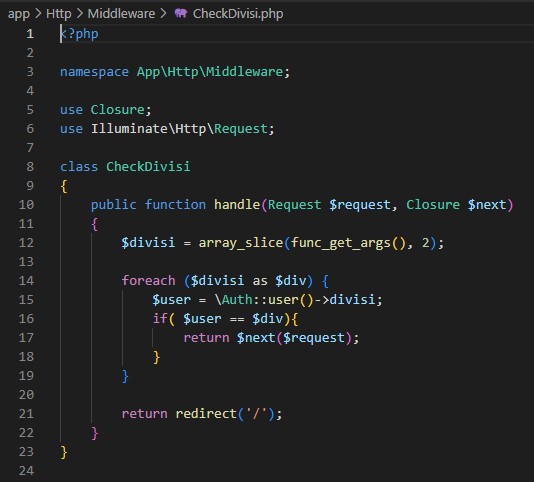 app > Http > Middleware > CheckDivisi.php
1 <?php
2
3 namespace App\Http\Middleware;
4
5 use Closure;
6 use Illuminate\Http\Request;
7
8 class CheckDivisi
9 {
10     public function handle(Request $request, Closure $next)
11     {
12         $divisi = array_slice(func_get_args(), 2);
13
14         foreach ($divisi as $div) {
15             $user = \Auth::user()->divisi;
16             if( $user == $div){
17                 return $next($request);
18             }
19         }
20
21         return redirect('/');
22     }
23 }
24